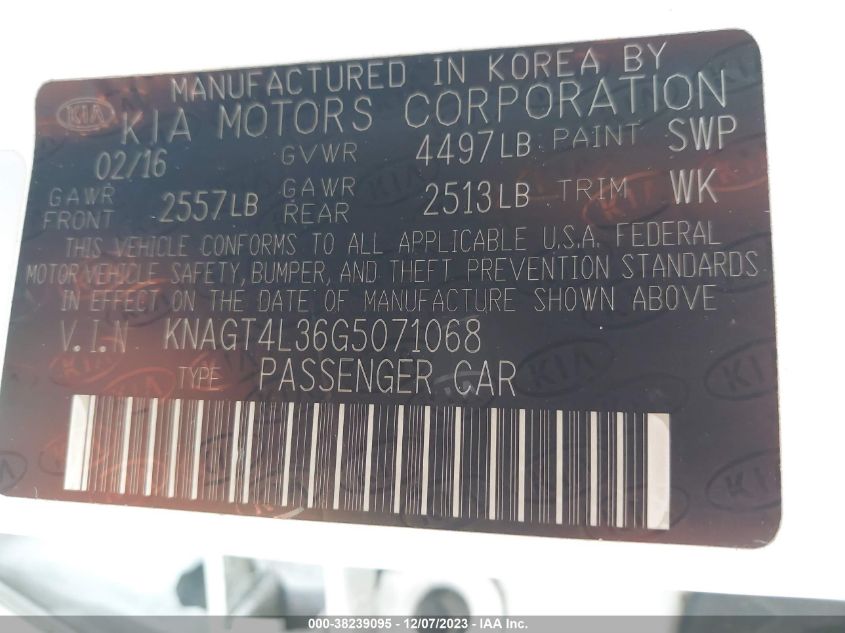 MANUFACTURED IN KOREA BY
KIA KIA MOTORS CORPORATION
02/16 GVWR 4497LB PAINT SWP
GAWR FRONT 2557LB GAWR REAR 2513LB TRIM WK
THIS VEHICLE CONFORMS TO ALL APPLICABLE U.S.A. FEDERAL
MOTOR VEHICLE SAFETY, BUMPER, AND THEFT PREVENTION STANDARDS
IN EFFECT ON THE DATE OF MANUFACTURE SHOWN ABOVE
V.I.N KNAGT4L36G5071068
TYPE PASSENGER CAR
000-38239095 - 12/07/2023 - IAA Inc.